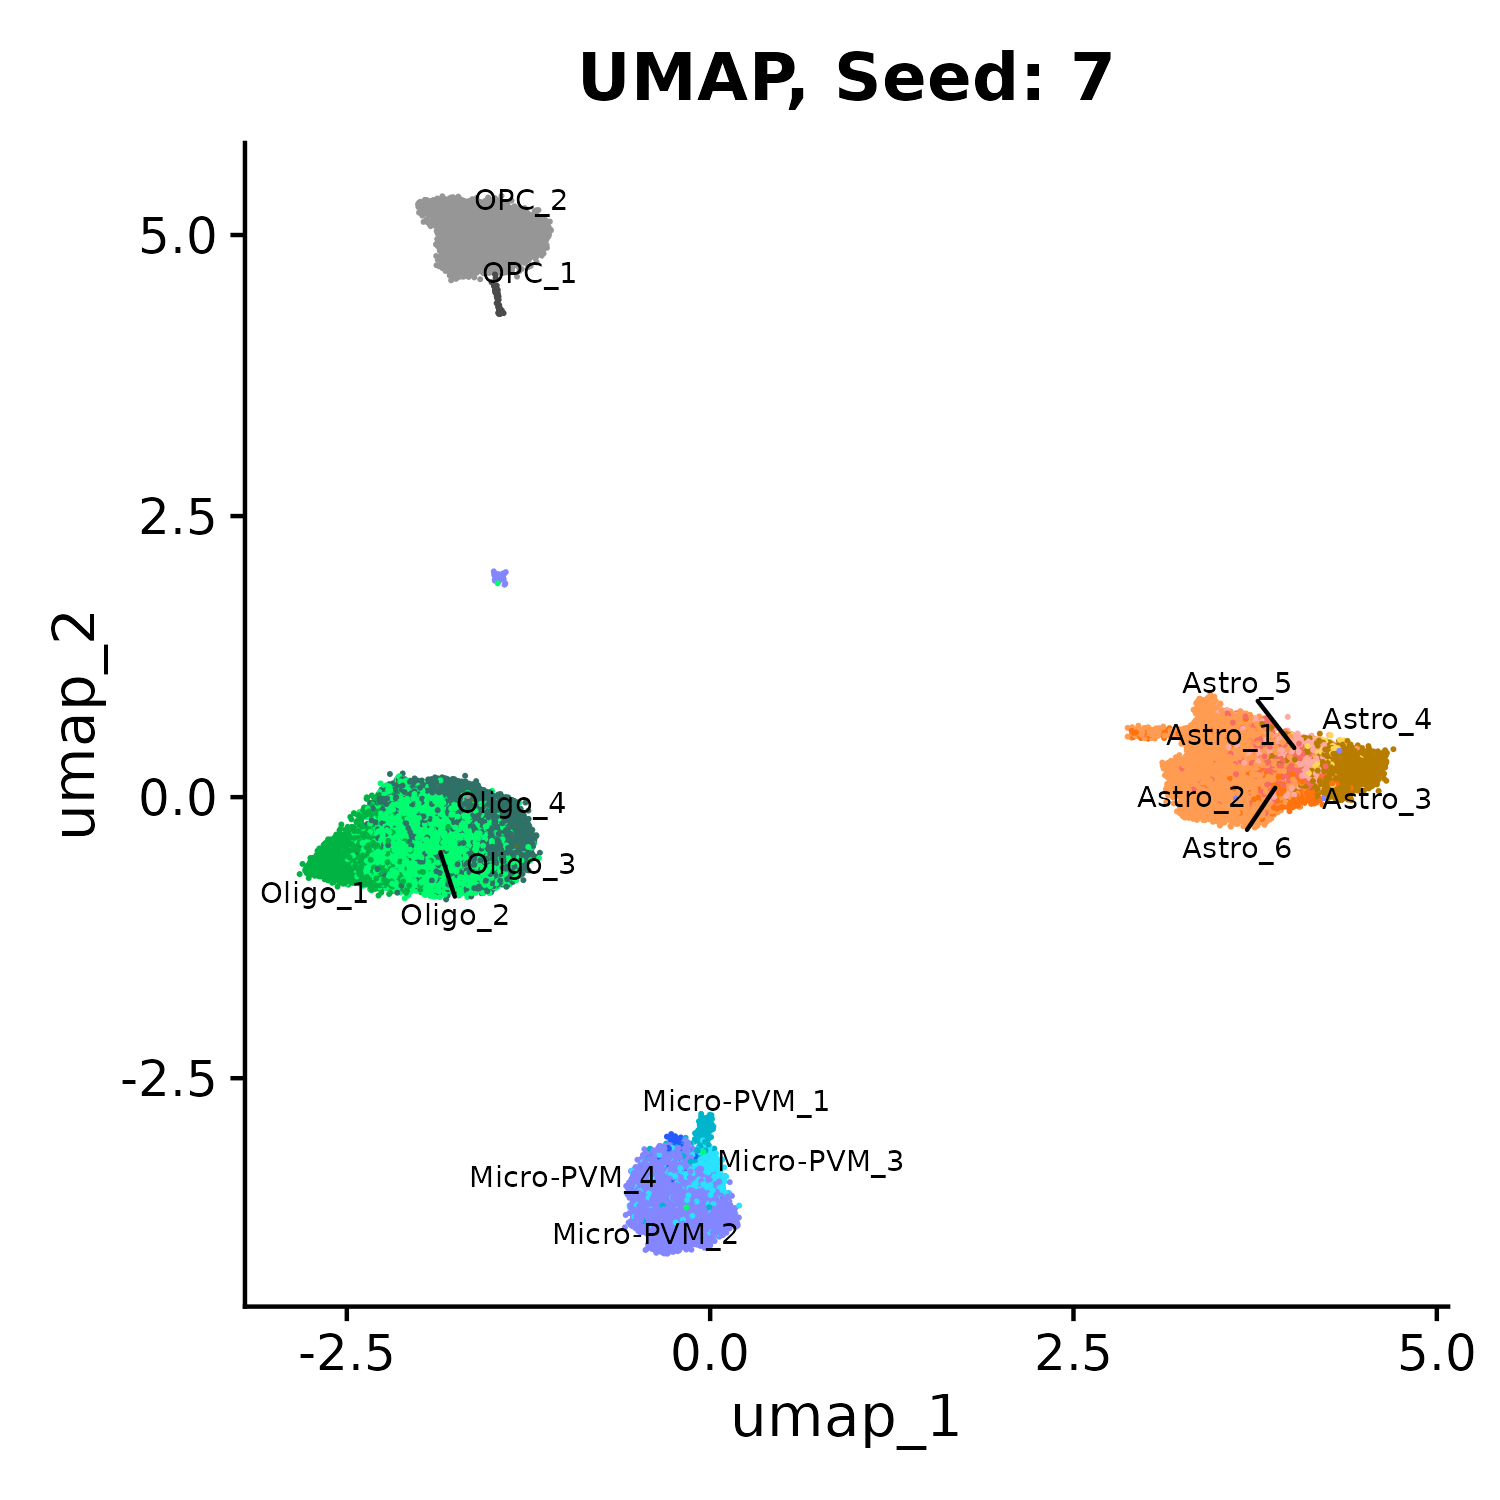 UMAP, Seed: 7
umap_2
5.0
2.5
0.0
-2.5
OPC_2
OPC_1
Astro_5
Astro_4
Astro_1
Astro_2
Astro_3
Astro_6
Oligo_4
Oligo_3
Oligo_1
Oligo_2
Micro-PVM_1
Micro-PVM_3
Micro-PVM_4
Micro-PVM_2
-2.5
0.0
2.5
5.0
umap_1